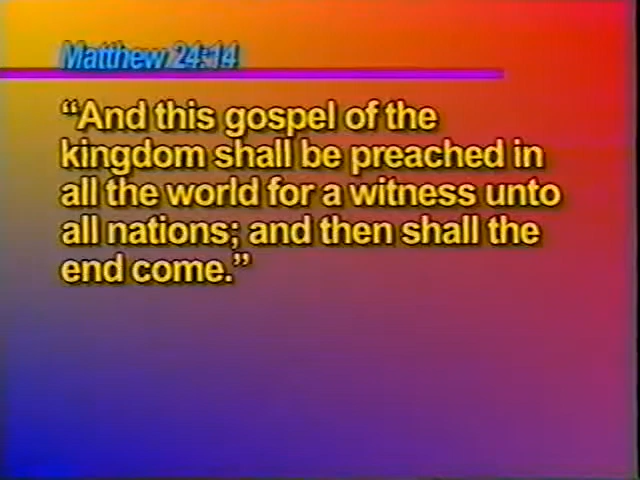 Matthew 24:14
“And this gospel of the
kingdom shall be preached in
all the world for a witness unto
all nations; and then shall the
end come.”